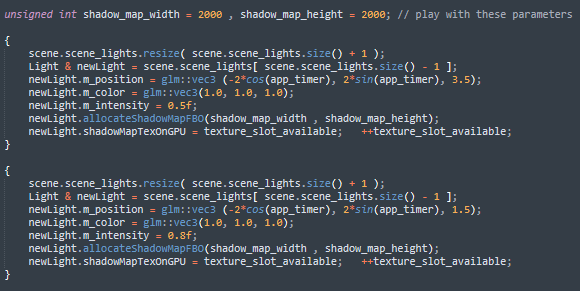 unsigned int shadow_map_width = 2000 , shadow_map_height = 2000; // play with these parameters
{
scene.scene_lights.resize( scene.scene_lights.size() + 1 );
Light & newLight = scene.scene_lights[ scene.scene_lights.size() - 1 ];
newLight.m_position = glm::vec3 (-2*cos(app_timer), 2*sin(app_timer), 3.5);
newLight.m_color = glm::vec3(1.0, 1.0, 1.0);
newLight.m_intensity = 0.5f;
newLight.allocateShadowMapFBO(shadow_map_width , shadow_map_height);
newLight.shadowMapTexOnGPU = texture_slot_available;   ++texture_slot_available;
}
{
scene.scene_lights.resize( scene.scene_lights.size() + 1 );
Light & newLight = scene.scene_lights[ scene.scene_lights.size() - 1 ];
newLight.m_position = glm::vec3 (-2*cos(app_timer), 2*sin(app_timer), 1.5);
newLight.m_color = glm::vec3(1.0, 1.0, 1.0);
newLight.m_intensity = 0.8f;
newLight.allocateShadowMapFBO(shadow_map_width , shadow_map_height);
newLight.shadowMapTexOnGPU = texture_slot_available;   ++texture_slot_available;
}